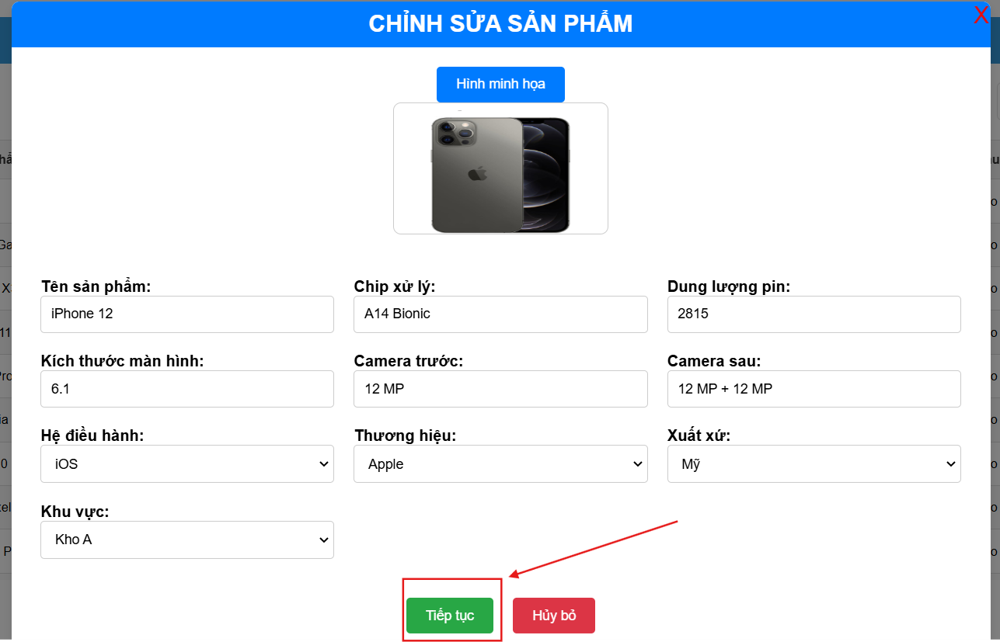 CHỈNH SỬA SẢN PHẨM
X
Hình minh họa
Tên sản phẩm: Chip xử lý: Dung lượng pin:
iPhone 12 A14 Bionic 2815
Kích thước màn hình: Camera trước: Camera sau:
6.1 12 MP 12 MP + 12 MP
Hệ điều hành: Thương hiệu: Xuất xứ:
iOS Apple Mỹ
Khu vực:
Kho A
Tiếp tục Hủy bỏ